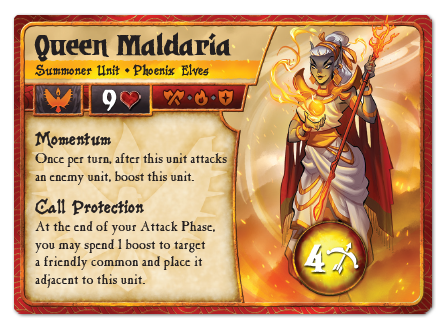 Queen Maldaria
Summoner Unit • Phoenix Elves
9
Momentum
Once per turn, after this unit attacks
an enemy unit, boost this unit.
Call Protection
At the end of your Attack Phase,
you may spend 1 boost to target
a friendly common and place it
adjacent to this unit.
4